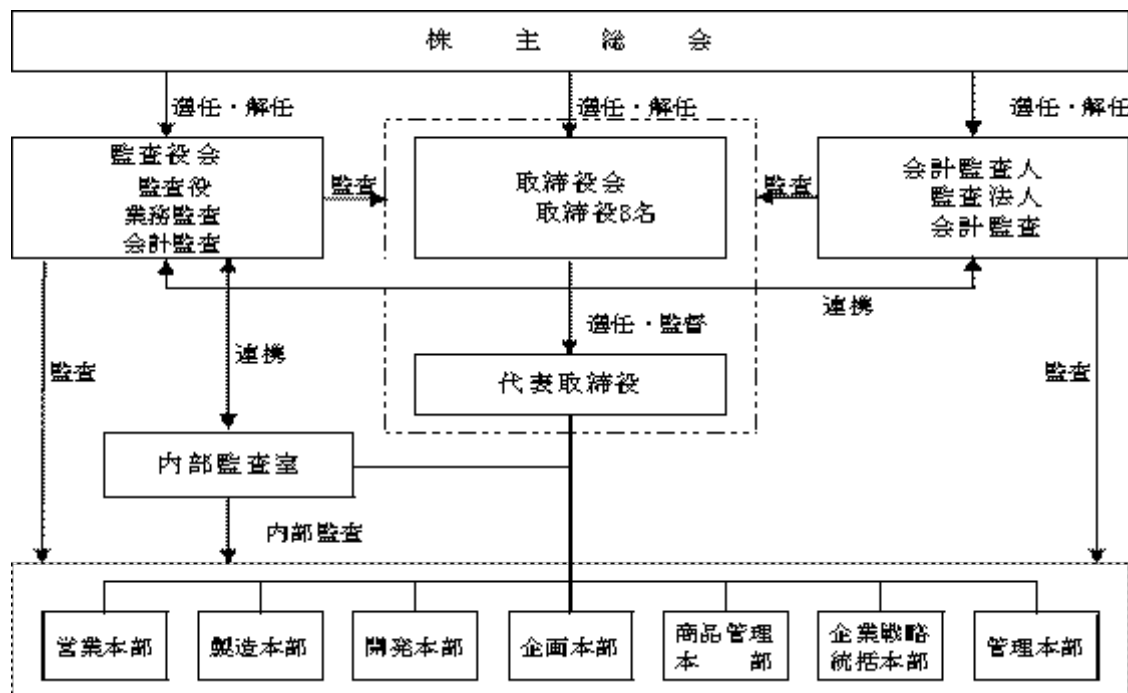 株主総会
選任・解任
選任・解任
選任・解任
監査役会
監査役
業務監査
会計監査
監査
取締役会
取締役8名
監査
会計監査人
監査法人
会計監査
連携
選任・監督
監査
連携
代表取締役
監査
内部監査室
内部監査
営業本部
製造本部
開発本部
企画本部
商品管理
本部
企業戦略
統括本部
管理本部